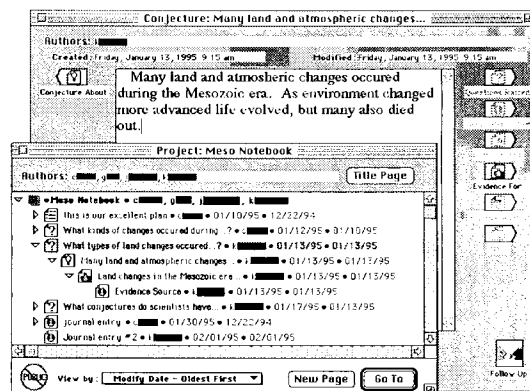 Conjecture: Many land and atmospheric changes...
Authors: k
Created: Friday, January 13, 1995 9:15 am
Modified: Friday, January 13, 1995 9:15 am
Conjecture About
Many land and atmosheric changes occured
during the Mesozoic era. As environment changed
more advanced life evolved, but many also died
out.
Questions Raised
Evidence For
Project: Meso Notebook
Authors: c , g , j , k
Title Page
•Meso Notebook • c , g , j , k
this is our excellent plan • c • 01/10/95 • 12/22/94
What kinds of changes occured during ..? • k • 01/12/95 • 01/10/95
What types of land changes occured..? • k • 01/13/95 • 01/13/95
Many land and atmospheric changes... • k • 01/13/95 • 01/13/95
Land changes in the Mesozoic era... • k • 01/13/95 • 01/13/95
Evidence Source • k • 01/13/95 • 01/13/95
What conjectures do scientists have... • k • 01/17/95 • 01/13/95
journal entry • c • 01/30/95 • 12/22/94
Journal entry #2 • k • 02/01/95 • 02/01/95
PUBLIC
View by: Modify Date - Oldest First
New Page
Go To
Follow Up